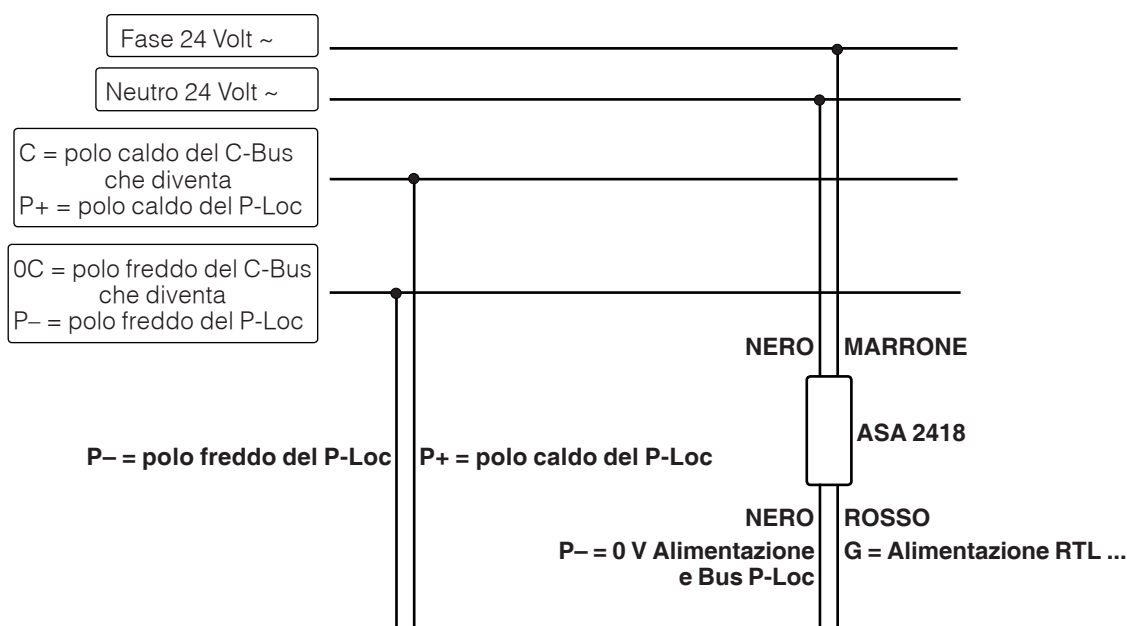 Fase 24 Volt ~
Neutro 24 Volt ~
C = polo caldo del C-Bus
che diventa
P+ = polo caldo del P-Loc
0C = polo freddo del C-Bus
che diventa
P– = polo freddo del P-Loc
NERO
MARRONE
ASA 2418
P– = polo freddo del P-Loc
P+ = polo caldo del P-Loc
NERO
ROSSO
P– = 0 V Alimentazione
e Bus P-Loc
G = Alimentazione RTL ...